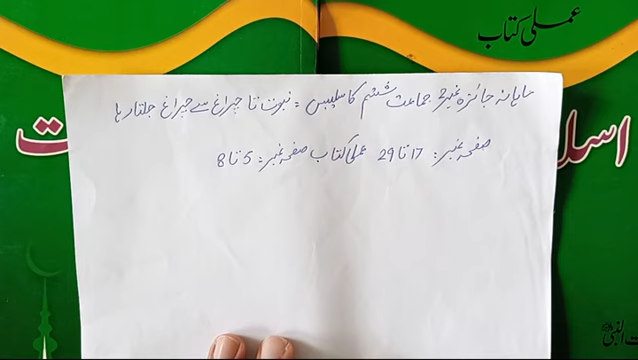 عملی کتاب
ماہانہ جائزہ نمبر 2 جماعت ششم کا سلیبس = نبوت تا چراغ سے چراغ جلتا رہا
صفحہ نمبر: 17 تا 29 عملی کتاب صفحہ نمبر: 5 تا 8